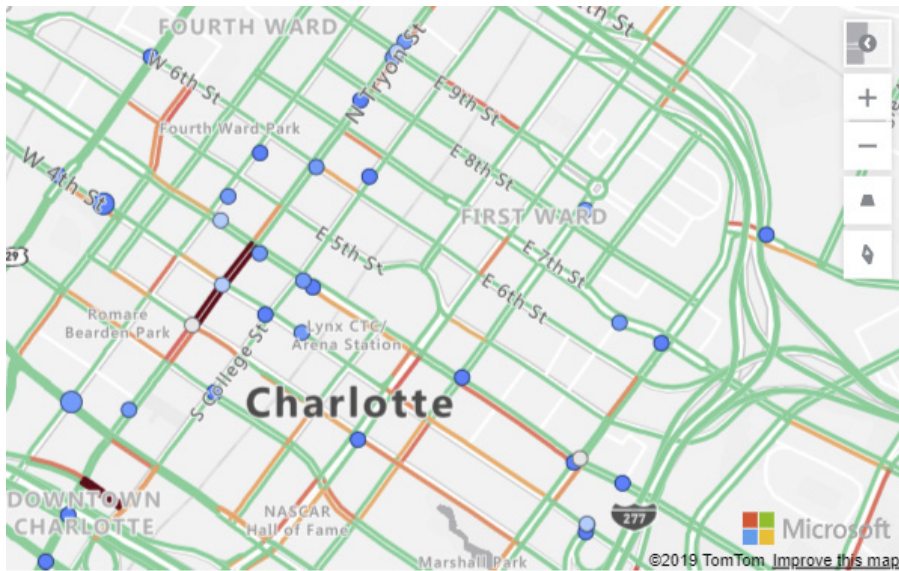 FOURTH WARD
W 6th St
N Tryon St
E 9th St
Fourth Ward Park
E 8th St
W 4th St
FIRST WARD
E 5th St
E 7th St
29
E 6th St
Romare
Bearden Park
Lynx CTC/
Arena Station
S College St
Charlotte
DOWNTOWN
CHARLOTTE
NASCAR
Hall of Fame
277
Microsoft
Marshall Park
©2019 TomTom Improve this map